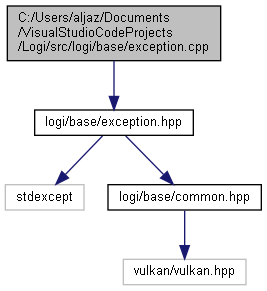 C:/Users/aljaz/Documents
/VisualStudioCodeProjects
/Logi/src/logi/base/exception.cpp
logi/base/exception.hpp
stdexcept
logi/base/common.hpp
vulkan/vulkan.hpp